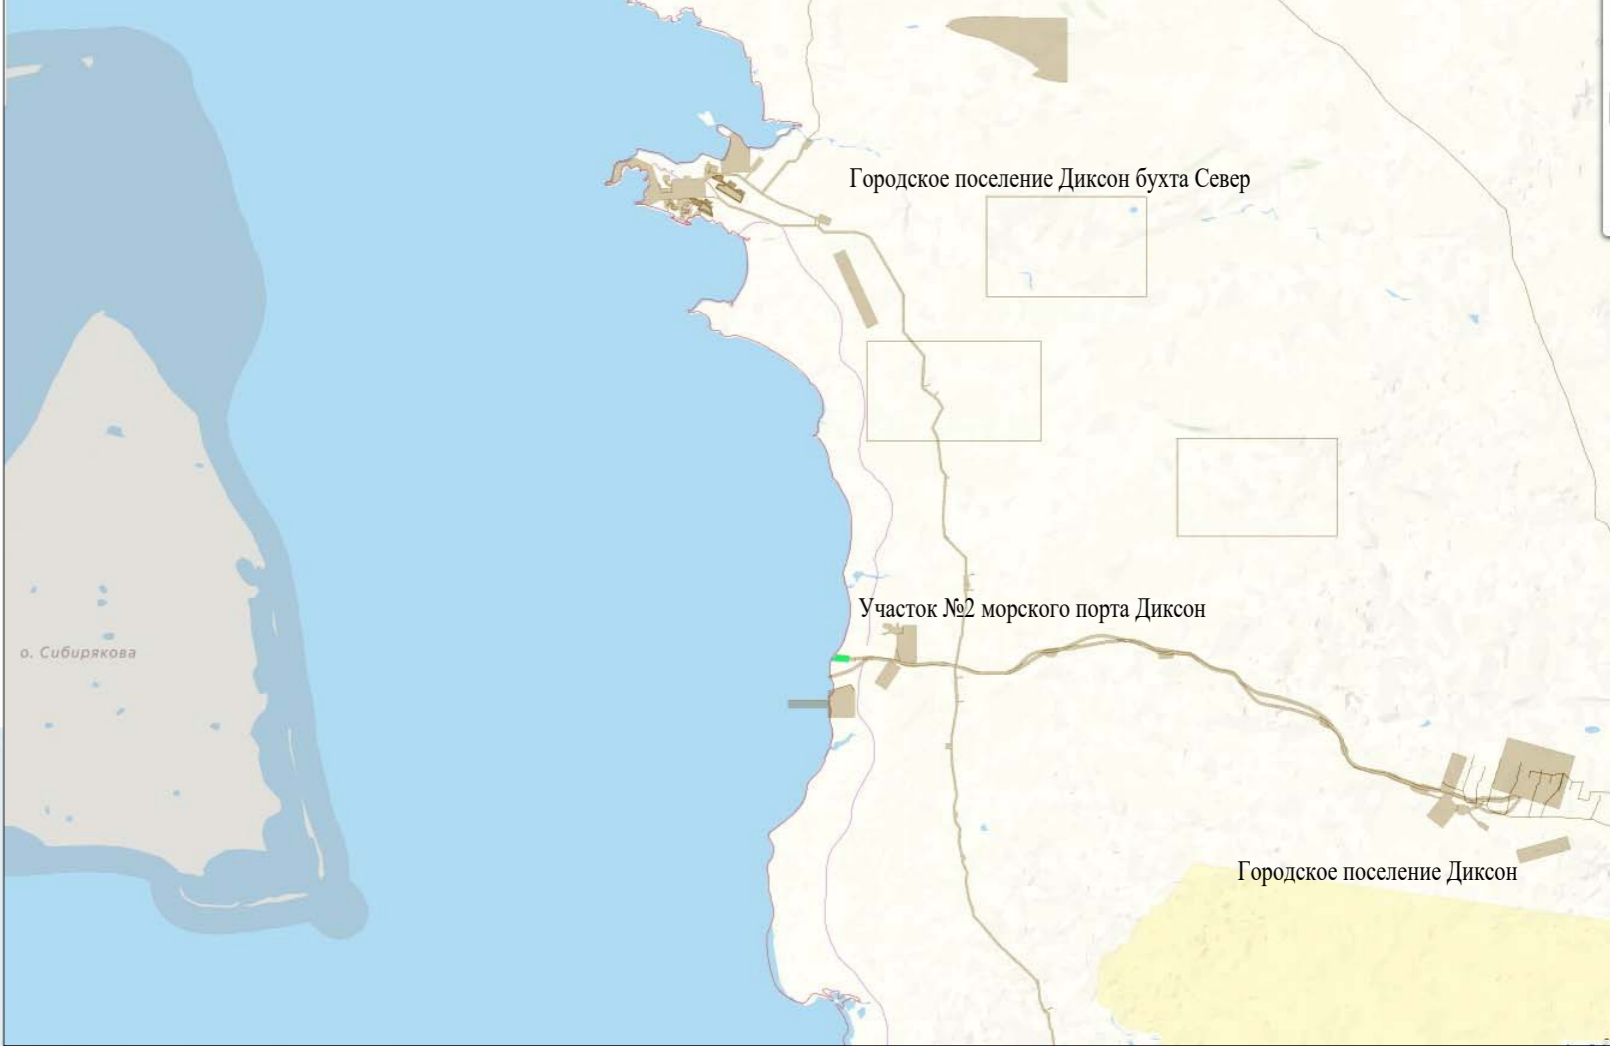 Городское поселение Диксон бухта Север
Участок №2 морского порта Диксон
о. Сибирякова
Городское поселение Диксон